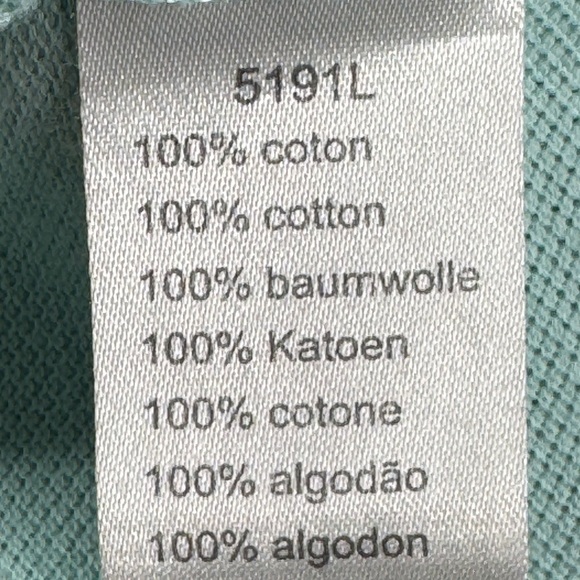 5191L
100% coton
100% cotton
100% baumwolle
100% Katoen
100% cotone
100% algodão
100% algodon